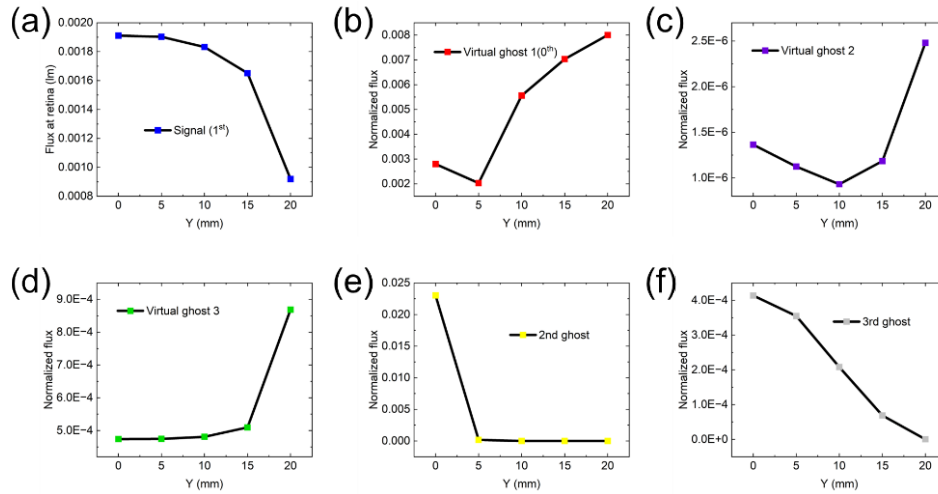 (a)
0.0020
0.0018
0.0016
0.0014
0.0012
0.0010
0.0008
Flux at retina (lm)
Signal (1st)
0 5 10 15 20
Y (mm)
(b)
0.008
0.007
0.006
0.005
0.004
0.003
0.002
Normalized flux
Virtual ghost 1(0th)
0 5 10 15 20
Y (mm)
(c)
2.5E-6
2.0E-6
1.5E-6
1.0E-6
Normalized flux
Virtual ghost 2
0 5 10 15 20
Y (mm)
(d)
9.0E-4
8.0E-4
7.0E-4
6.0E-4
5.0E-4
Normalized flux
Virtual ghost 3
0 5 10 15 20
Y (mm)
(e)
0.025
0.020
0.015
0.010
0.005
0.000
Normalized flux
2nd ghost
0 5 10 15 20
Y (mm)
(f)
4.0E-4
3.0E-4
2.0E-4
1.0E-4
0.0E+0
Normalized flux
3rd ghost
0 5 10 15 20
Y (mm)